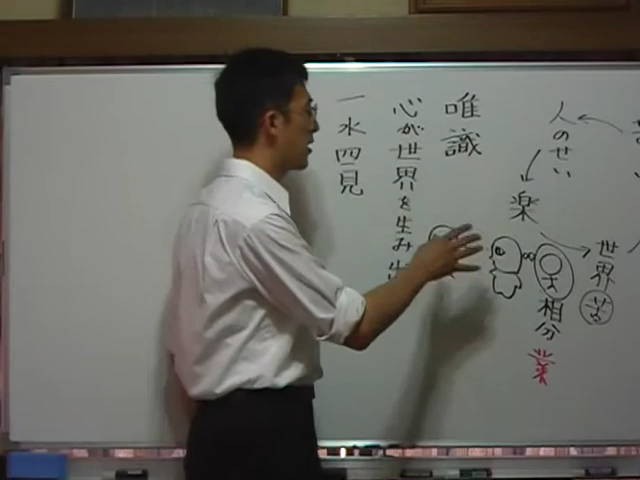 人のせい
楽
世界
苦
相分
業
唯識
心が世界を生み
一水四見